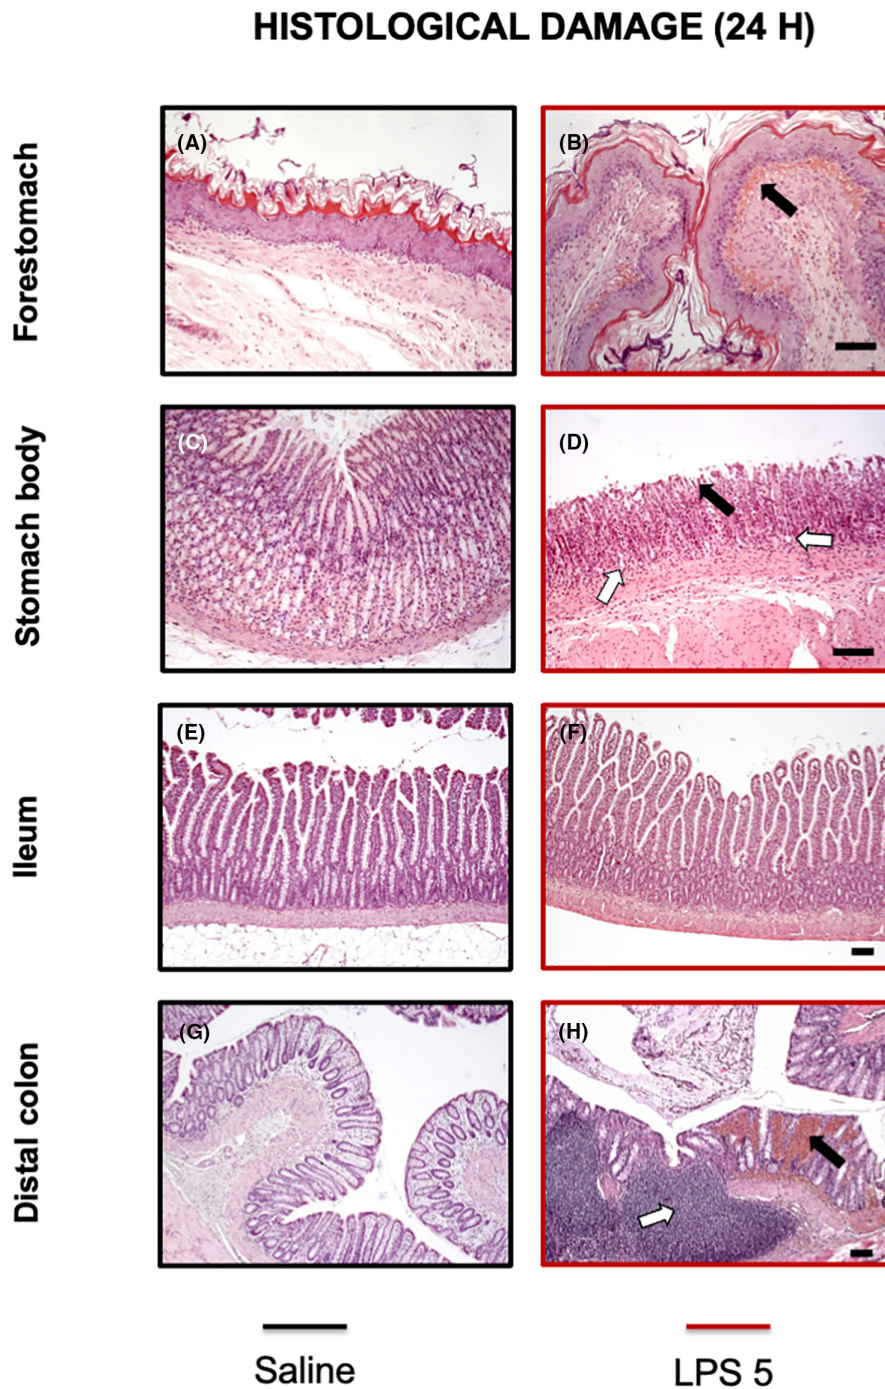 HISTOLOGICAL DAMAGE (24 H)
Forestomach
(A)
(B)
Stomach body
(C)
(D)
Ileum
(E)
(F)
Distal colon
(G)
(H)
Saline
LPS 5